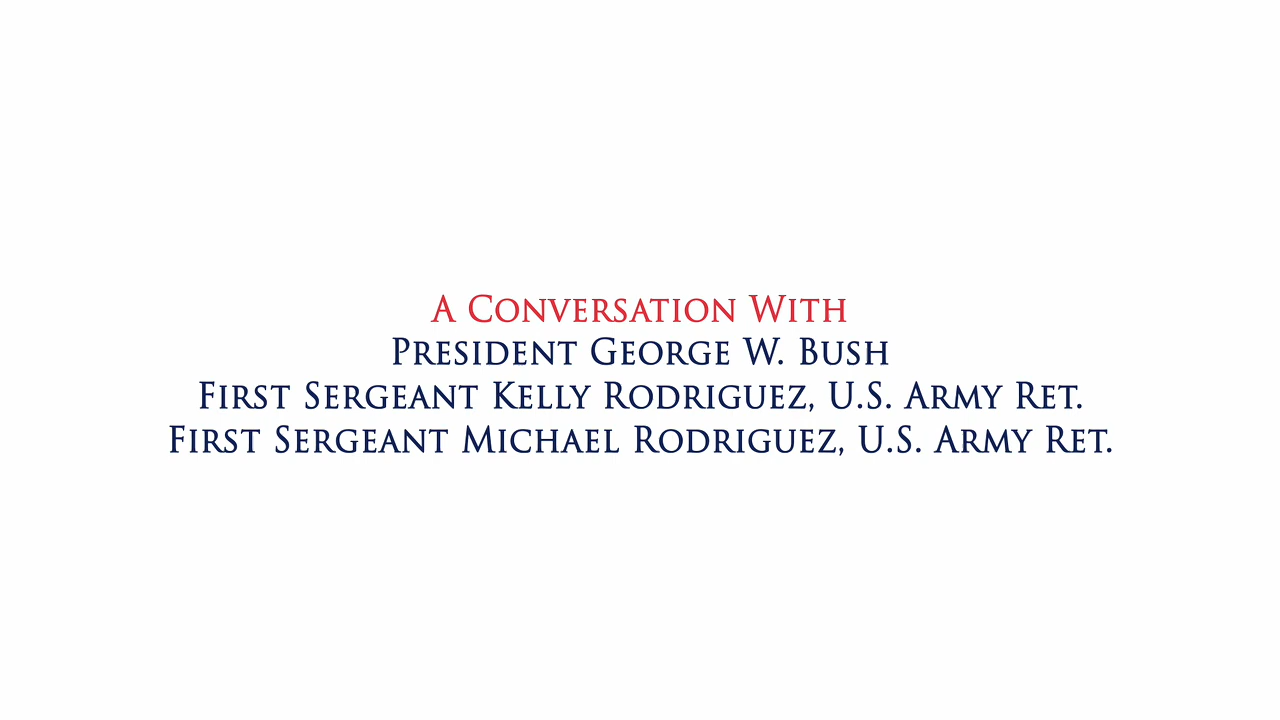 A Conversation With
President George W. Bush
First Sergeant Kelly Rodriguez, U.S. Army Ret.
First Sergeant Michael Rodriguez, U.S. Army Ret.